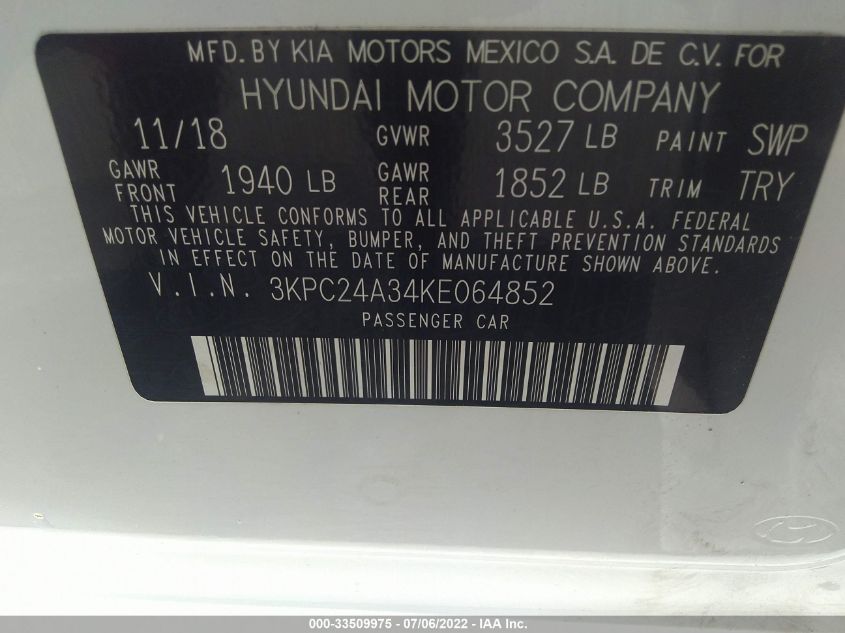 MFD. BY KIA MOTORS MEXICO S.A. DE C.V. FOR
HYUNDAI MOTOR COMPANY
11/18 GVWR 3527 LB PAINT SWP
GAWR FRONT 1940 LB GAWR REAR 1852 LB TRIM TRY
THIS VEHICLE CONFORMS TO ALL APPLICABLE U.S.A. FEDERAL
MOTOR VEHICLE SAFETY, BUMPER, AND THEFT PREVENTION STANDARDS
IN EFFECT ON THE DATE OF MANUFACTURE SHOWN ABOVE.
V.I.N. 3KPC24A34KE064852
PASSENGER CAR
000-33509975 - 07/06/2022 - IAA Inc.